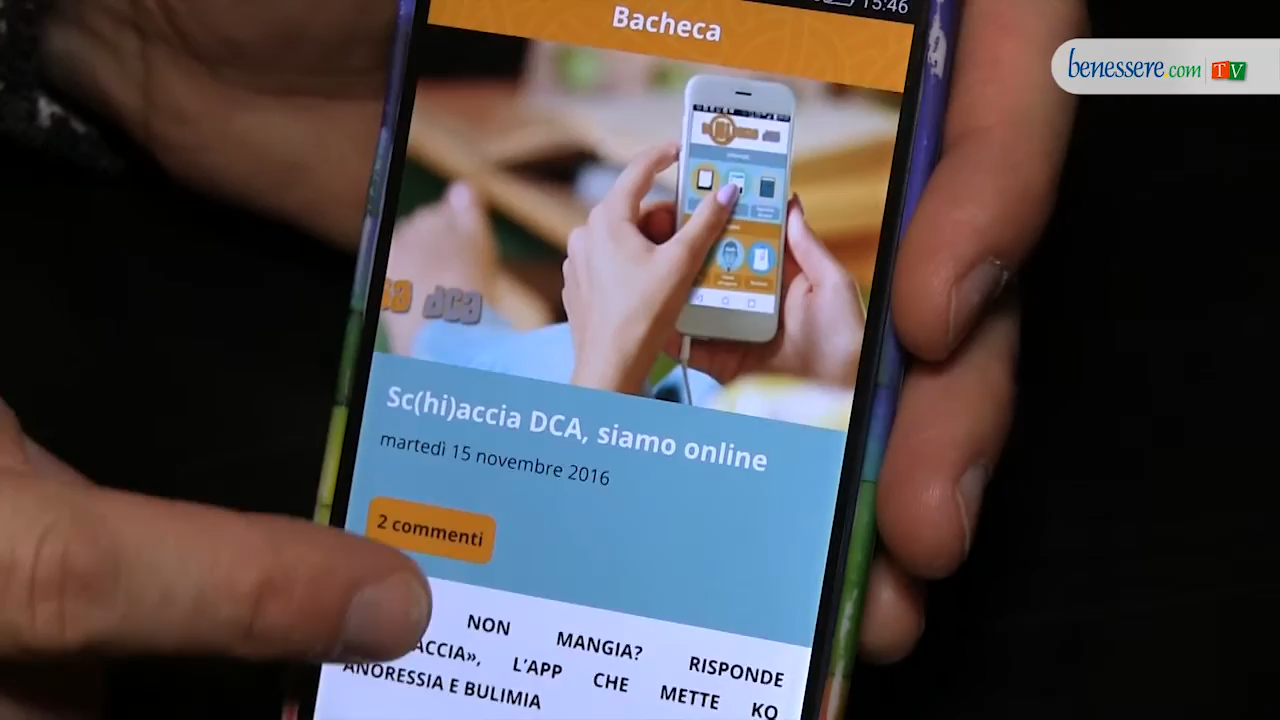 15:46
Bacheca
benessere.com TV
dca
Sc(hi)accia DCA, siamo online
martedì 15 novembre 2016
2 commenti
NON MANGIA? RISPONDE
ACCIA», L'APP CHE METTE KO
ANORESSIA E BULIMIA